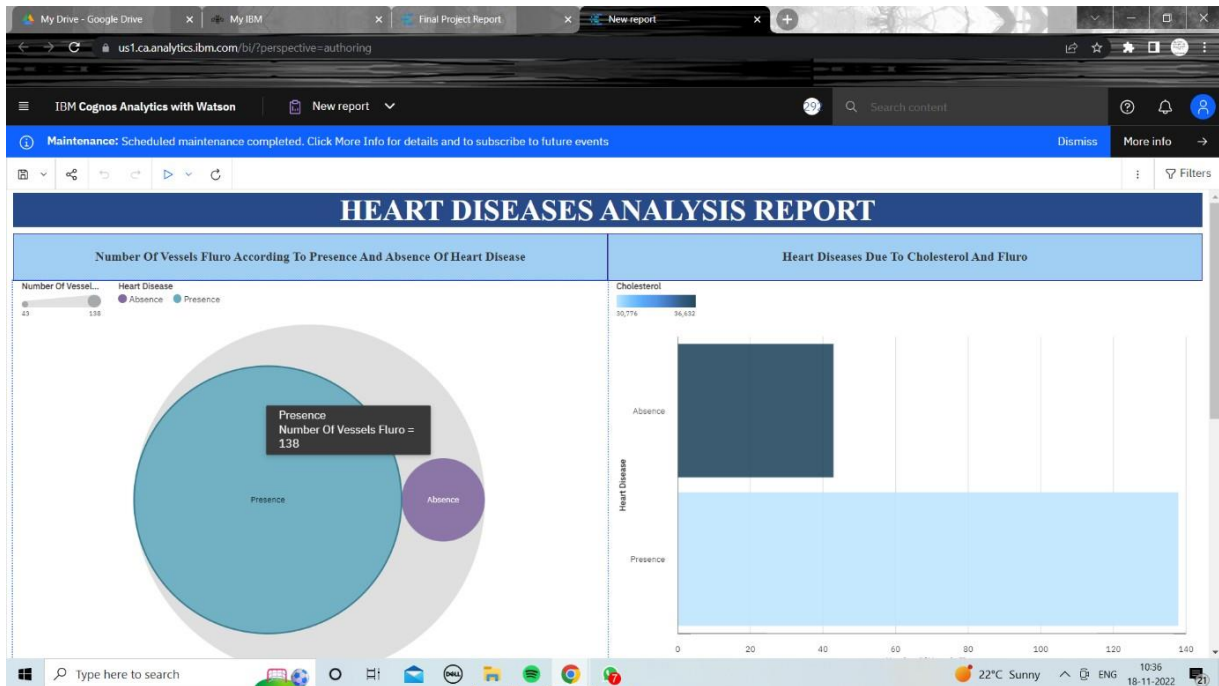 My Drive - Google Drive
My IBM
Final Project Report
New report
us1.ca.analytics.ibm.com/bi/?perspective=authoring
IBM Cognos Analytics with Watson
New report
Search content
Maintenance: Scheduled maintenance completed. Click More Info for details and to subscribe to future events
Dismiss
More info
Filters
HEART DISEASES ANALYSIS REPORT
Number Of Vessels Fluro According To Presence And Absence Of Heart Disease
Number Of Vessel...
43 138
Heart Disease
Absence Presence
Presence
Number Of Vessels Fluro =
138
Presence
Absence
Heart Diseases Due To Cholesterol And Fluro
Cholesterol
30,776 36,632
Absence
Heart Disease
Presence
0 20 40 60 80 100 120 140
Type here to search
DELL
22°C Sunny
ENG
10:36
18-11-2022